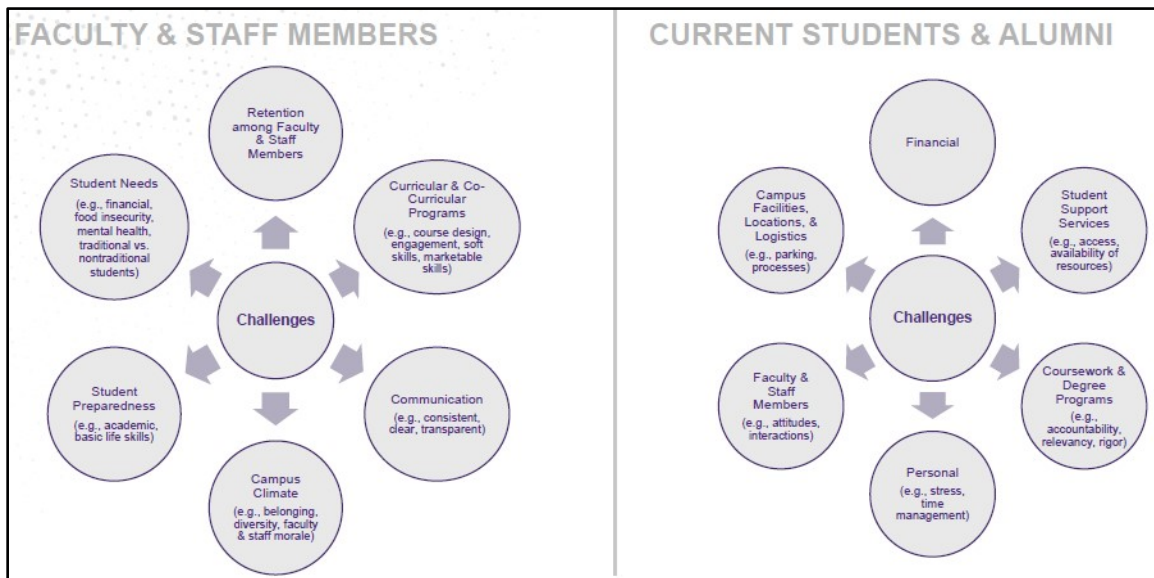 FACULTY & STAFF MEMBERS
Retention
among Faculty
& Staff
Members
Curricular & Co-
Curricular
Programs
(e.g., course design,
engagement, soft
skills, marketable
skills)
Communication
(e.g., consistent,
clear, transparent)
Campus
Climate
(e.g., belonging,
diversity, faculty
& staff morale)
Student
Preparedness
(e.g., academic,
basic life skills)
Student Needs
(e.g., financial,
food insecurity,
mental health,
traditional vs.
nontraditional
students)
Challenges
CURRENT STUDENTS & ALUMNI
Financial
Student
Support
Services
(e.g., access,
availability of
resources)
Coursework &
Degree
Programs
(e.g.,
accountability,
relevancy, rigor)
Personal
(e.g., stress,
time
management)
Faculty &
Staff
Members
(e.g., attitudes,
interactions)
Campus
Facilities,
Locations, &
Logistics
(e.g., parking,
processes)
Challenges